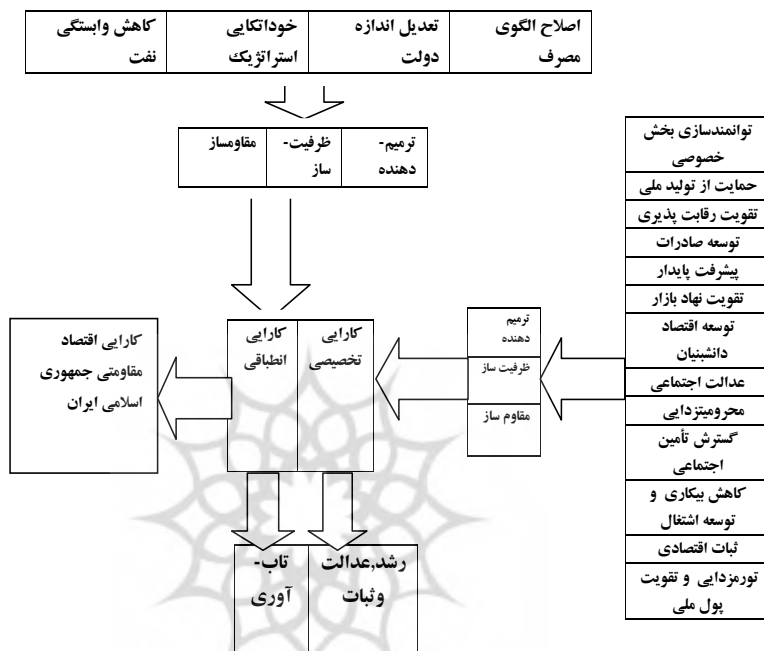 اصلاح الگوی
مصرف
تعدیل اندازه
دولت
خوداتکایی
استراتژیک
کاهش وابستگی
نفت
ترمیم-
دهنده
ظرفیت-
ساز
مقاومساز
توانمندسازی بخش
خصوصی
حمایت از تولید ملی
تقویت رقابت پذیری
توسعه صادرات
پیشرفت پایدار
تقویت نهاد بازار
توسعه اقتصاد
دانشبنیان
عدالت اجتماعی
محرومیتزدایی
گسترش تأمین
اجتماعی
کاهش بیکاری و
توسعه اشتغال
ثبات اقتصادی
تورمزدایی و تقویت
پول ملی
ترمیم
دهنده
ظرفیت ساز
مقاوم ساز
کارایی
تخصیصی
کارایی
انطباقی
کارایی اقتصاد
مقاومتی جمهوری
اسلامی ایران
رشد,عدالت
وثبات
تاب-
آوری